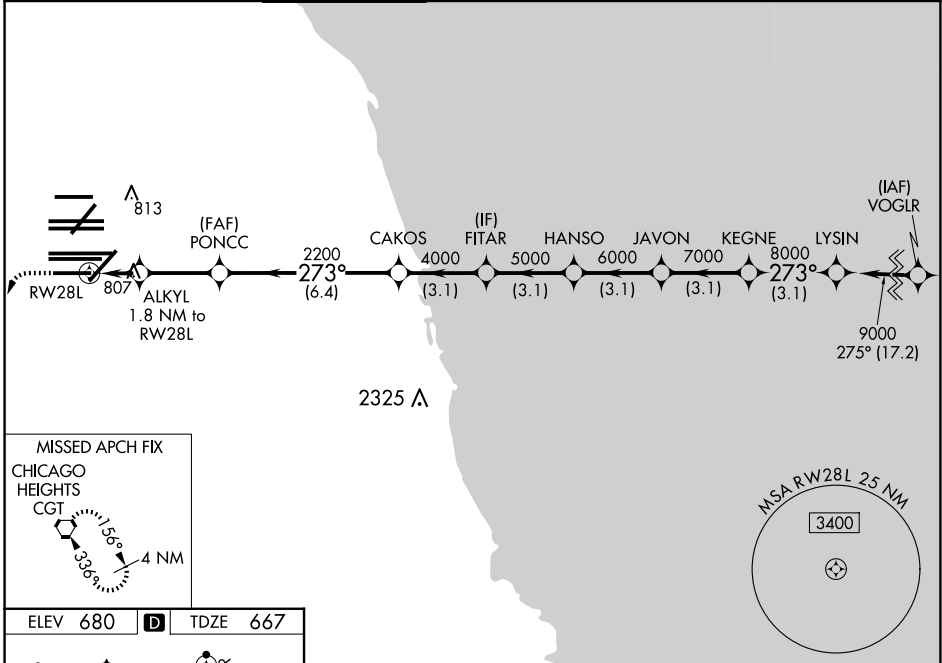 813
(FAF)
PONCC
2200
273°
(6.4)
CAKOS
4000
(3.1)
(IF)
FITAR
5000
(3.1)
HANSO
6000
(3.1)
JAVON
7000
(3.1)
KEGNE
8000
273°
(3.1)
LYSIN
(IAF)
VOGLR
9000
275° (17.2)
RW28L
807
ALKYL
1.8 NM to
RW28L
2325
MISSED APCH FIX
CHICAGO
HEIGHTS
CGT
156°
336°
4 NM
MSA RW28L 25 NM
3400
ELEV 680 D TDZE 667